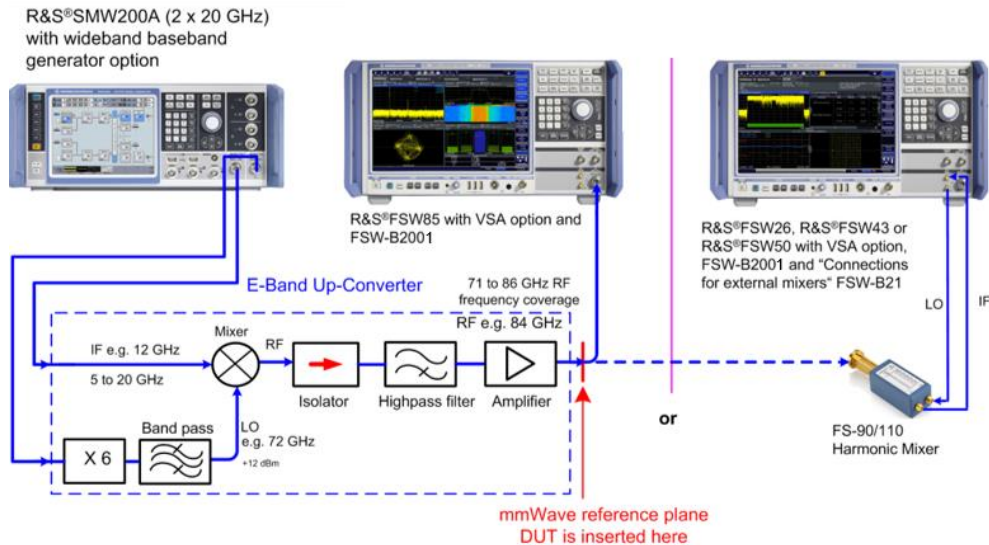 R&S®SMW200A (2 x 20 GHz)
with wideband baseband
generator option
R&S®FSW85 with VSA option and
FSW-B2001
R&S®FSW26, R&S®FSW43 or
R&S®FSW50 with VSA option,
FSW-B2001 and “Connections
for external mixers“ FSW-B21
LO
IF
E-Band Up-Converter
71 to 86 GHz RF
frequency coverage
RF e.g. 84 GHz
Mixer
IF e.g. 12 GHz
5 to 20 GHz
RF
Isolator
Highpass filter
Amplifier
LO
e.g. 72 GHz
+12 dBm
Band pass
X 6
or
FS-90/110
Harmonic Mixer
mmWave reference plane
DUT is inserted here